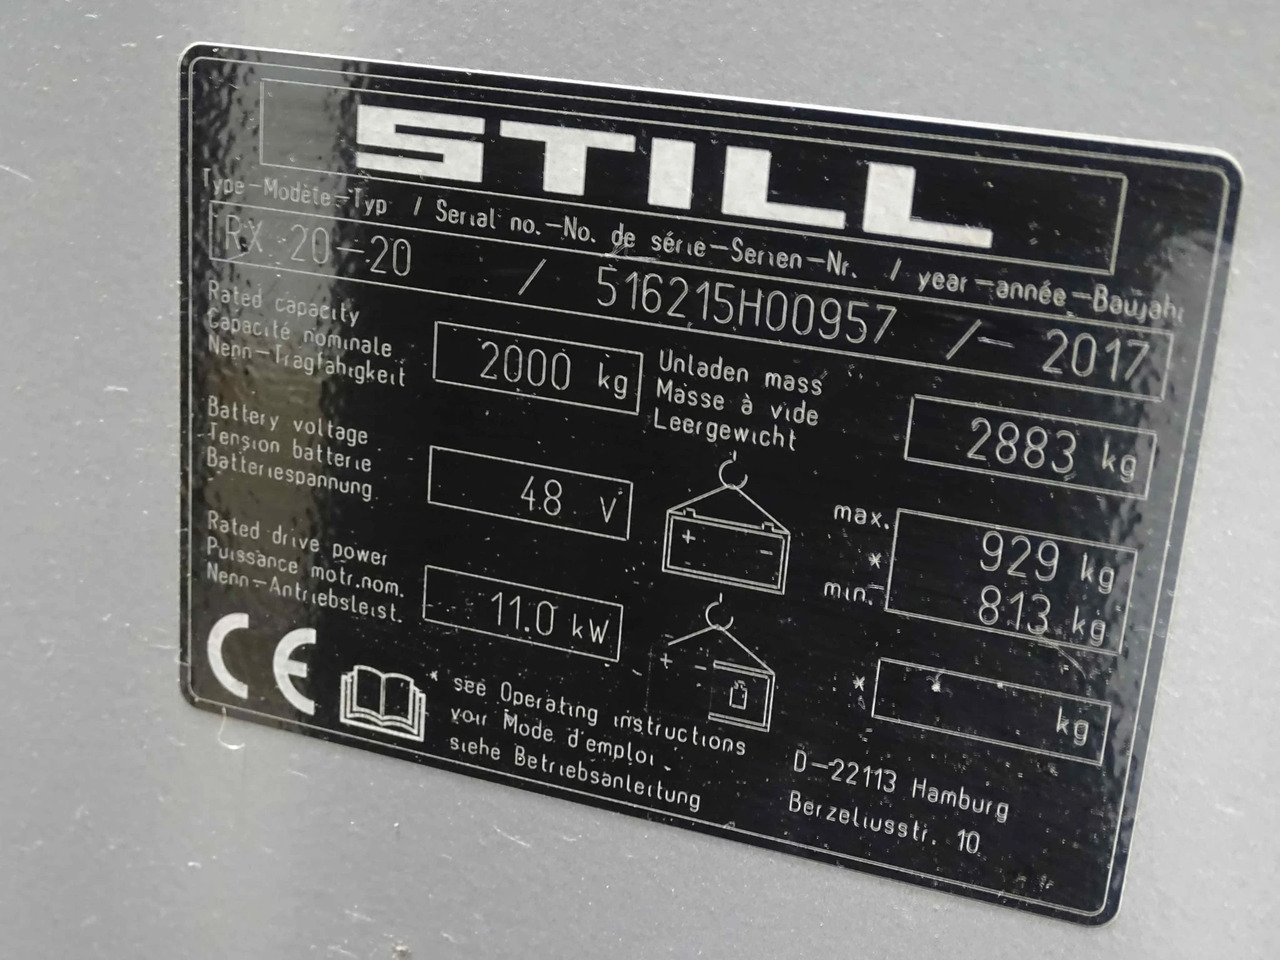 STILL
Type-Modète-Typ / Serial no.-No. de série-Serien-Nr. / year-année-Baujahr
RX 20-20 / 516215H00957 /- 2017
Rated capacity
Capacité nominale
Nenn-Tragfähigkeit
2000 kg
Unladen mass
Masse à vide
Leergewicht
2883 kg
Battery voltage
Tension batterie
Batteriespannung
48 V
+ -
max.
*
min.
929 kg
813 kg
Rated drive power
Puissance motr.nom.
Nenn-Antriebsleist.
11.0 kW
+ -
*
kg
CE
* see Operating instructions
voir Mode d'emploi.
siehe Betriebsanleitung
D-22113 Hamburg
Berzeliusstr. 10